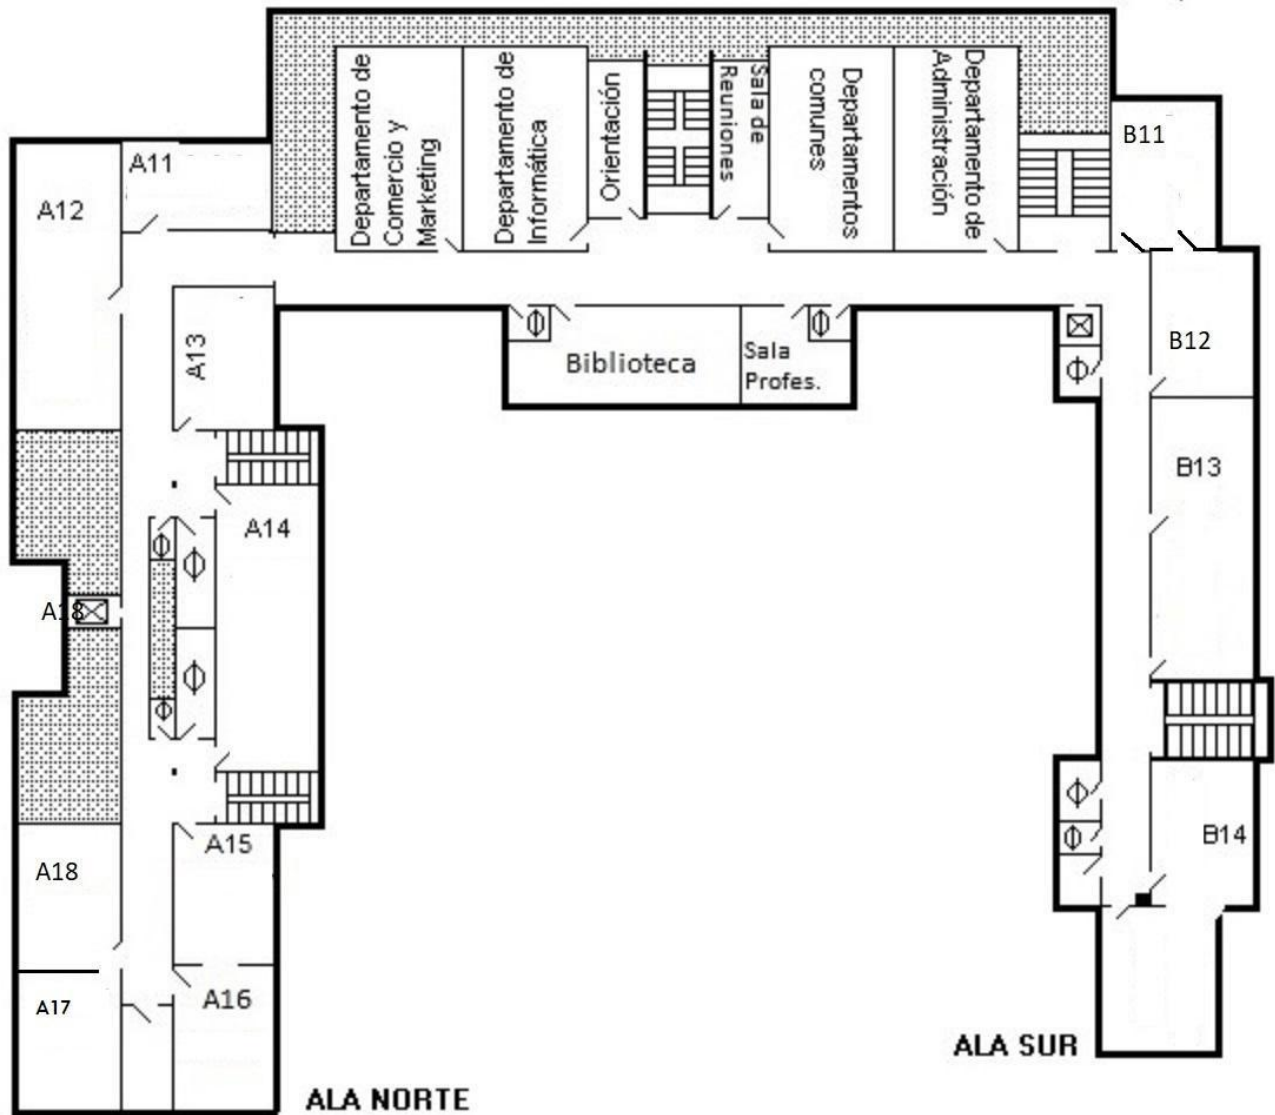 Departamento de
Comercio y
Marketing
Departamento de
Informática
Orientación
Sala de
Reuniones
Departamentos
comunes
Departamento de
Administración
B11
A11
A12
A13
Biblioteca
Sala
Profes.
B12
B13
A14
A18
B14
A15
A18
A16
A17
ALA SUR
ALA NORTE